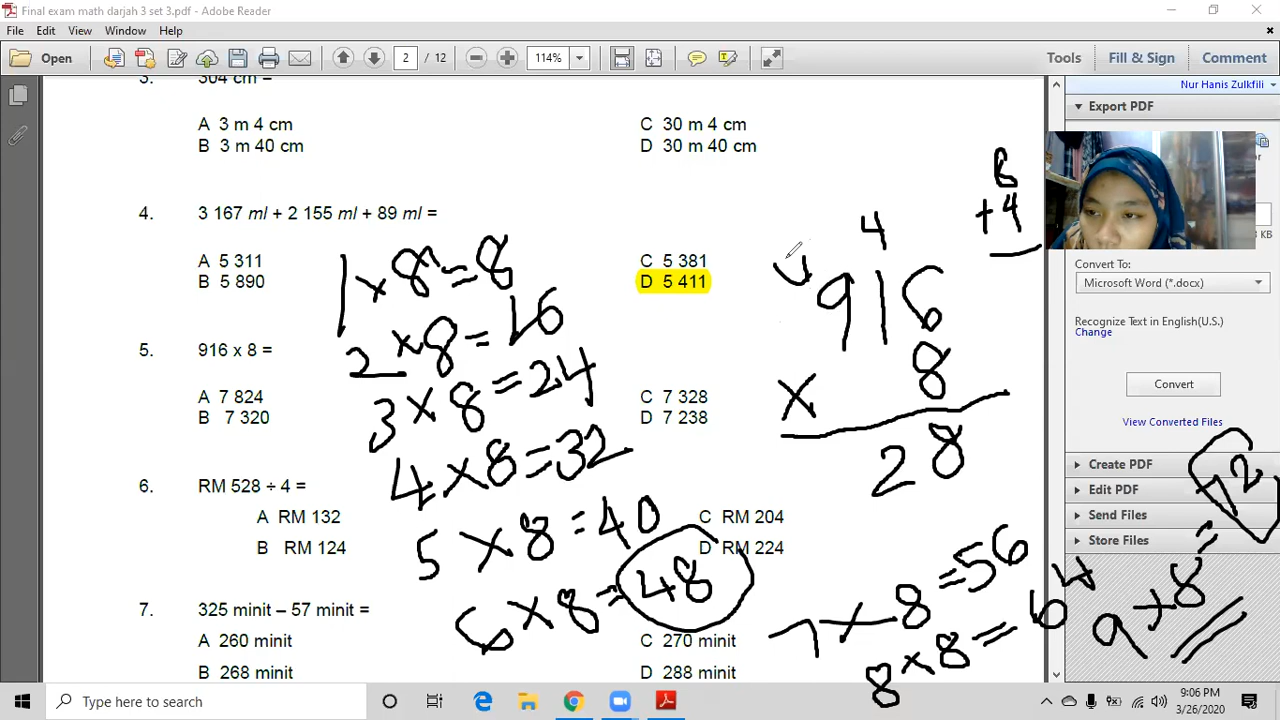 Final exam math darjah 3 set 3.pdf - Adobe Reader
File Edit View Window Help
Open 2 / 12 114% Tools Fill & Sign Comment
3. 304 cm =
A 3 m 4 cm C 30 m 4 cm
B 3 m 40 cm D 30 m 40 cm
4. 3 167 ml + 2 155 ml + 89 ml =
A 5 311 C 5 381
B 5 890 D 5 411
5. 916 x 8 =
A 7 824 C 7 328
B 7 320 D 7 238
6. RM 528 ÷ 4 =
A RM 132 C RM 204
B RM 124 D RM 224
7. 325 minit – 57 minit =
A 260 minit C 270 minit
B 268 minit D 288 minit
1 x 8 = 8
2 x 8 = 16
3 x 8 = 24
4 x 8 = 32
5 x 8 = 40
6 x 8 = 48
7 x 8 = 56
8 x 8 = 64
9 x 8 = 72
4
916
x 8
28
8
+ 4
Nur Hanis Zulkfili
Export PDF
KB
Convert To:
Microsoft Word (*.docx)
Recognize Text in English(U.S.)
Change
Convert
View Converted Files
Create PDF
Edit PDF
Send Files
Store Files
Type here to search
9:06 PM
3/26/2020